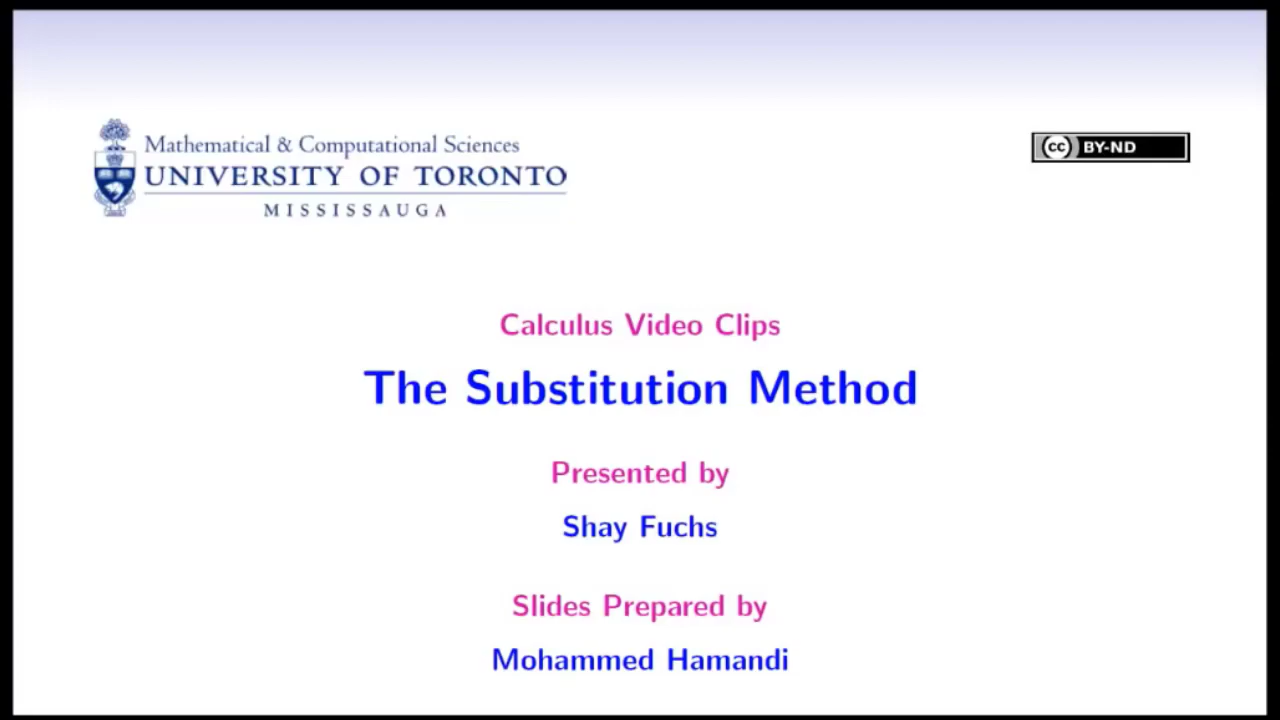 Mathematical & Computational Sciences
UNIVERSITY OF TORONTO
MISSISSAUGA
cc BY-ND
Calculus Video Clips
The Substitution Method
Presented by
Shay Fuchs
Slides Prepared by
Mohammed Hamandi